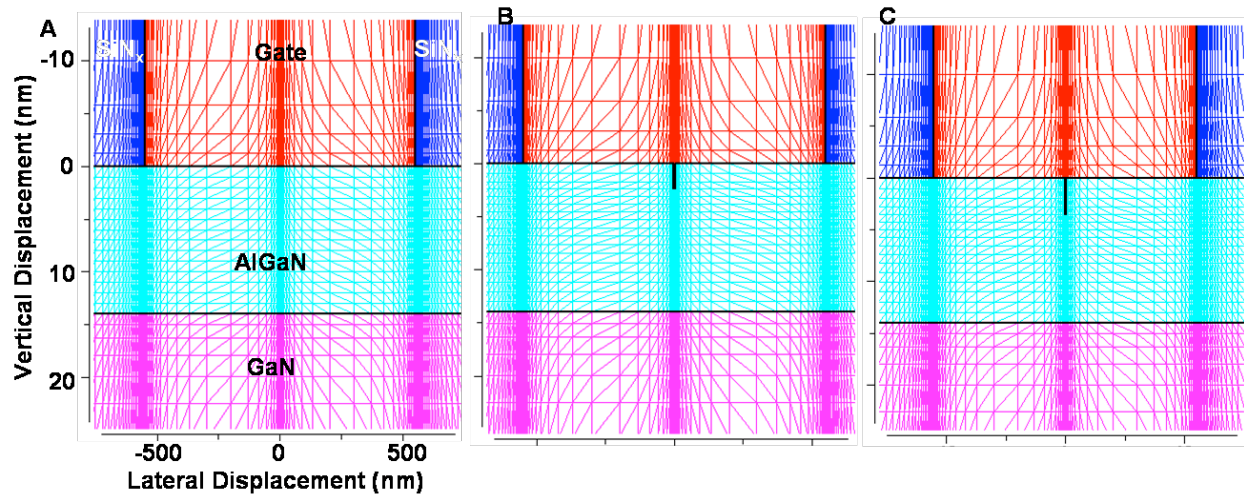 A
B
C
SiNx
Gate
SiNx
-10
0
10
20
Vertical Displacement (nm)
AlGaN
GaN
-500
0
500
Lateral Displacement (nm)